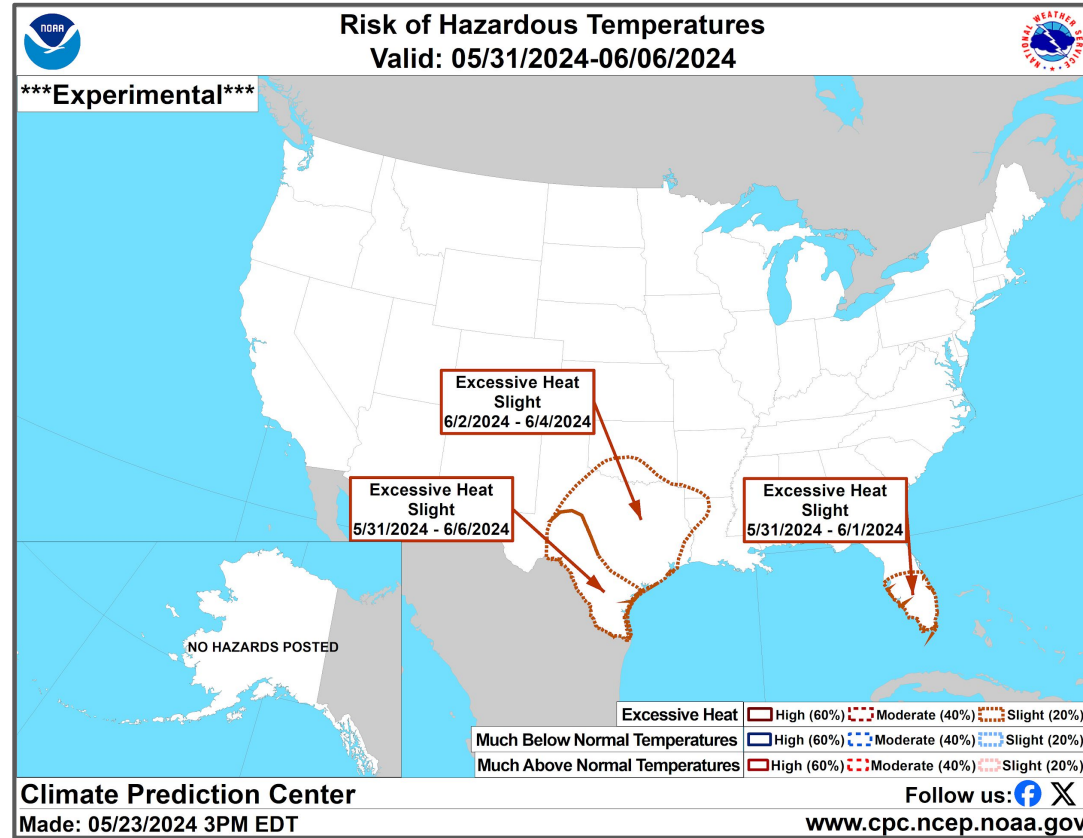 NOAA
Risk of Hazardous Temperatures
Valid: 05/31/2024-06/06/2024
NATIONAL WEATHER SERVICE
***Experimental***
Excessive Heat
Slight
6/2/2024 - 6/4/2024
Excessive Heat
Slight
5/31/2024 - 6/6/2024
Excessive Heat
Slight
5/31/2024 - 6/1/2024
NO HAZARDS POSTED
Excessive Heat High (60%) Moderate (40%) Slight (20%)
Much Below Normal Temperatures High (60%) Moderate (40%) Slight (20%)
Much Above Normal Temperatures High (60%) Moderate (40%) Slight (20%)
Climate Prediction Center
Follow us:
Made: 05/23/2024 3PM EDT
www.cpc.ncep.noaa.gov